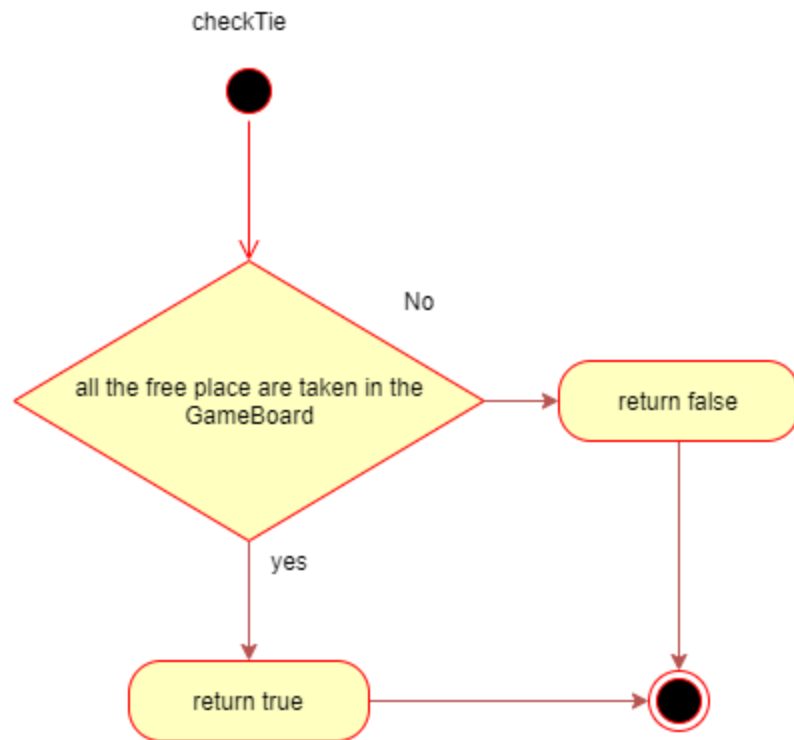 checkTie
No
all the free place are taken in the
GameBoard
return false
yes
return true